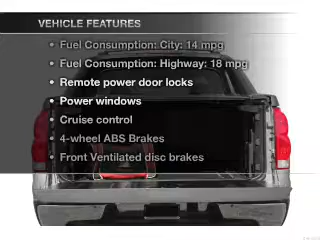 VEHICLE FEATURES
• Fuel Consumption: City: 14 mpg
• Fuel Consumption: Highway: 18 mpg
• Remote power door locks
• Power windows
• Cruise control
• 4-wheel ABS Brakes
• Front Ventilated disc brakes